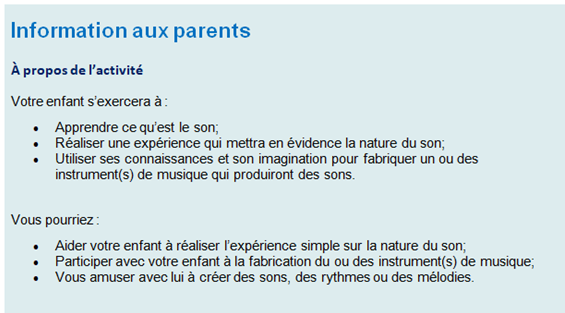 Information aux parents
À propos de l'activité
Votre enfant s'exercera à :
• Apprendre ce qu'est le son;
• Réaliser une expérience qui mettra en évidence la nature du son;
• Utiliser ses connaissances et son imagination pour fabriquer un ou des
instrument(s) de musique qui produiront des sons.
Vous pourriez :
• Aider votre enfant à réaliser l'expérience simple sur la nature du son;
• Participer avec votre enfant à la fabrication du ou des instrument(s) de musique;
• Vous amuser avec lui à créer des sons, des rythmes ou des mélodies.